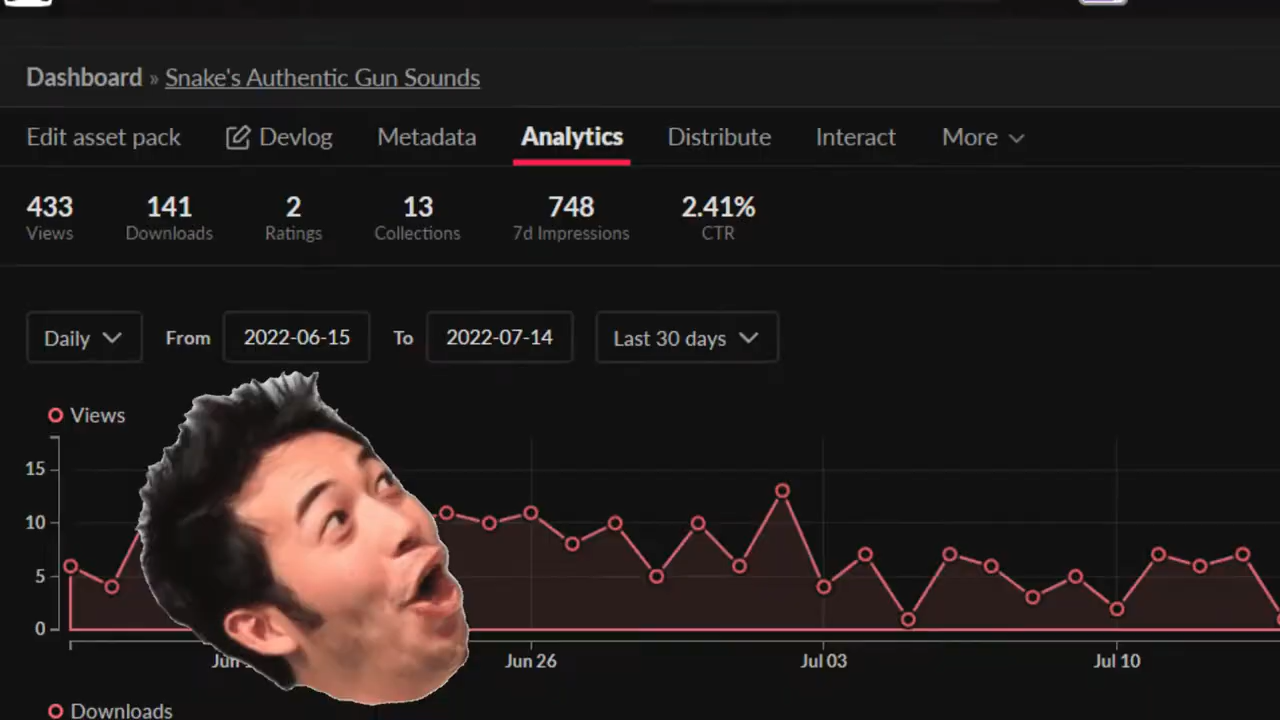 Dashboard » Snake's Authentic Gun Sounds
Edit asset pack Devlog Metadata Analytics Distribute Interact More
433 141 2 13 748 2.41%
Views Downloads Ratings Collections 7d Impressions CTR
Daily From 2022-06-15 To 2022-07-14 Last 30 days
Views
15
10
5
0
Jun 26 Jul 03 Jul 10
Downloads